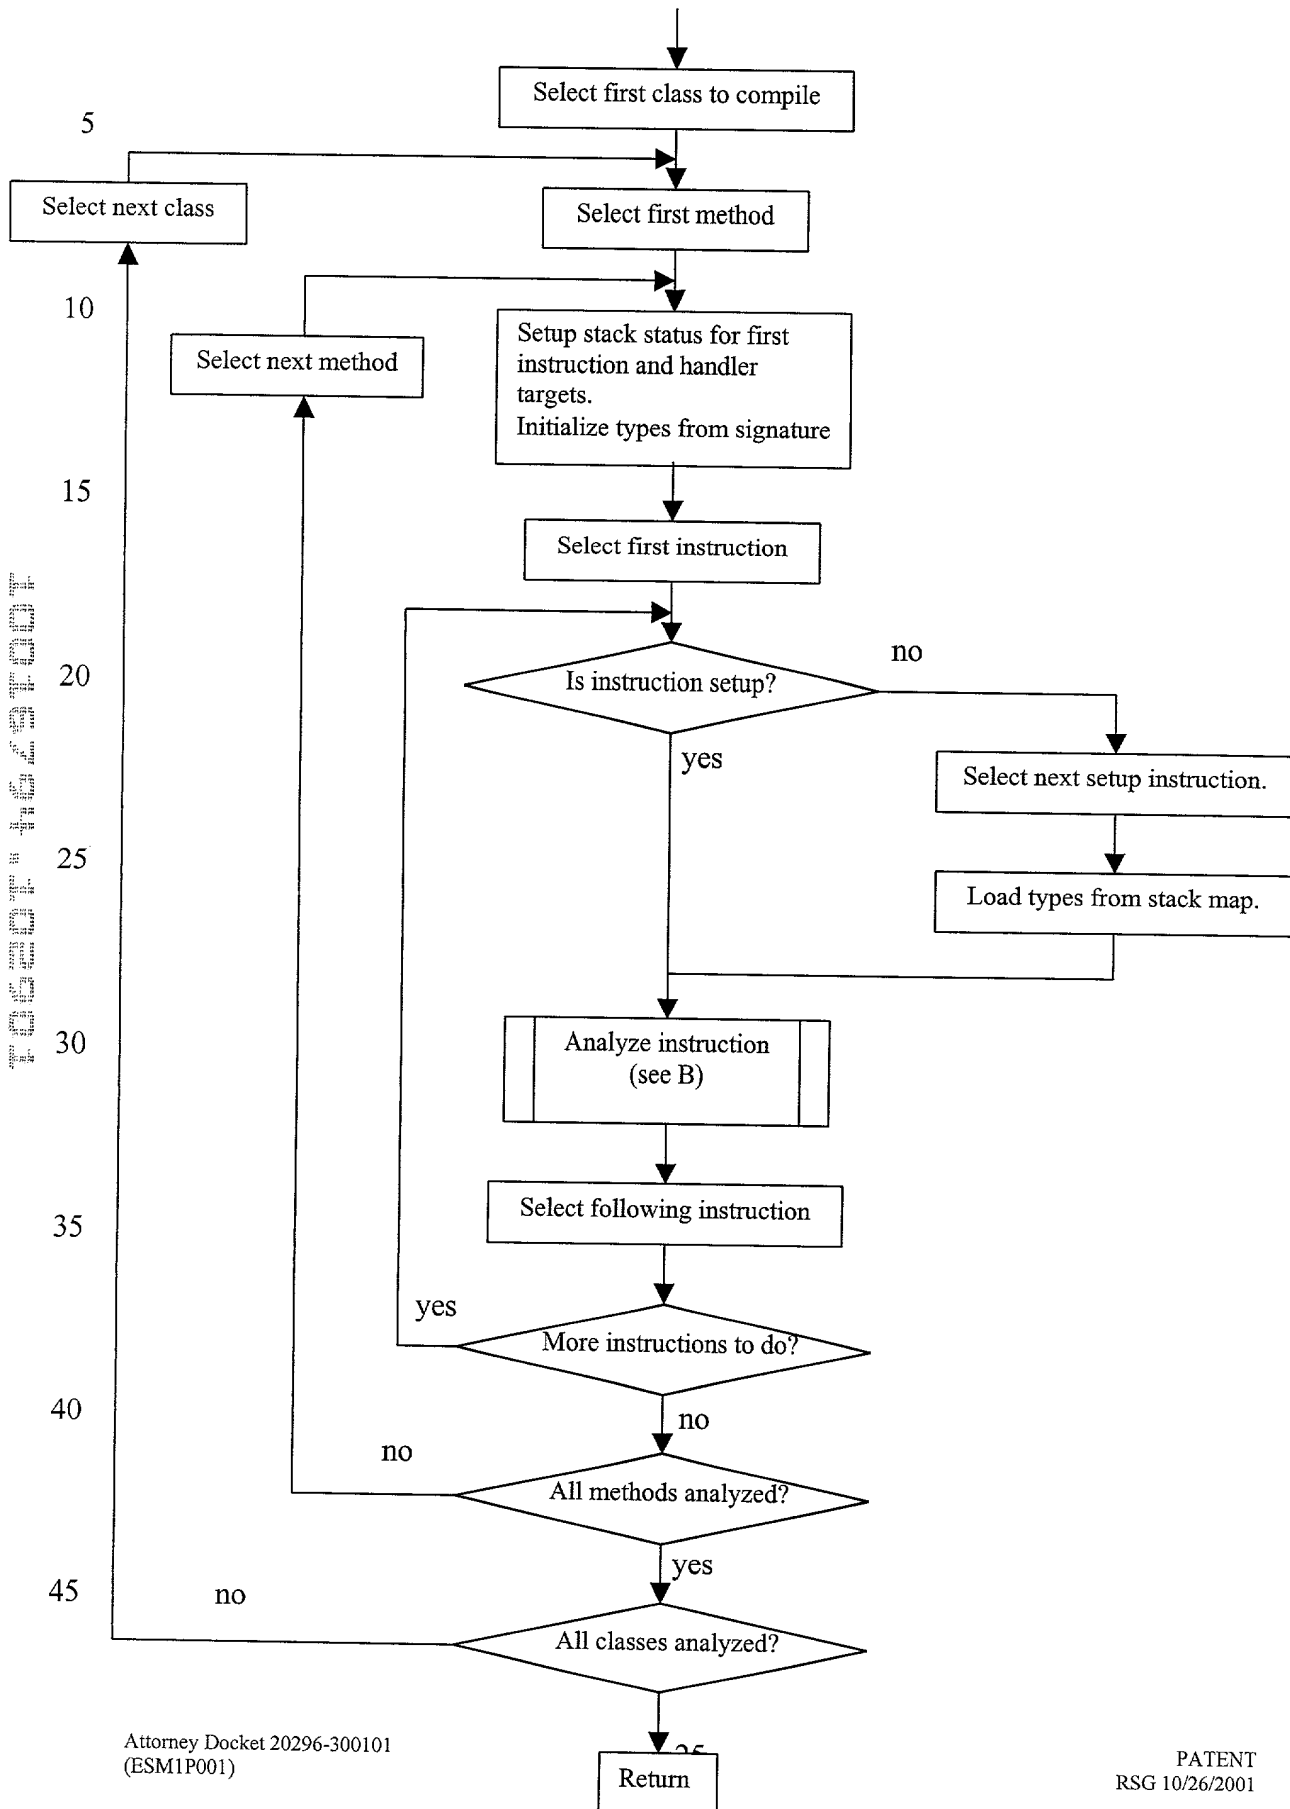 Select first class to compile
5
Select next class
Select first method
10
Setup stack status for first
instruction and handler
targets.
Initialize types from signature
Select next method
15
Select first instruction
no
20
Is instruction setup?
yes
Select next setup instruction.
25
Load types from stack map.
30
Analyze instruction
(see B)
35
Select following instruction
yes
More instructions to do?
40
no
no
All methods analyzed?
yes
45
no
All classes analyzed?
Attorney Docket 20296-300101
(ESM1P001)
Return
PATENT
RSG 10/26/2001